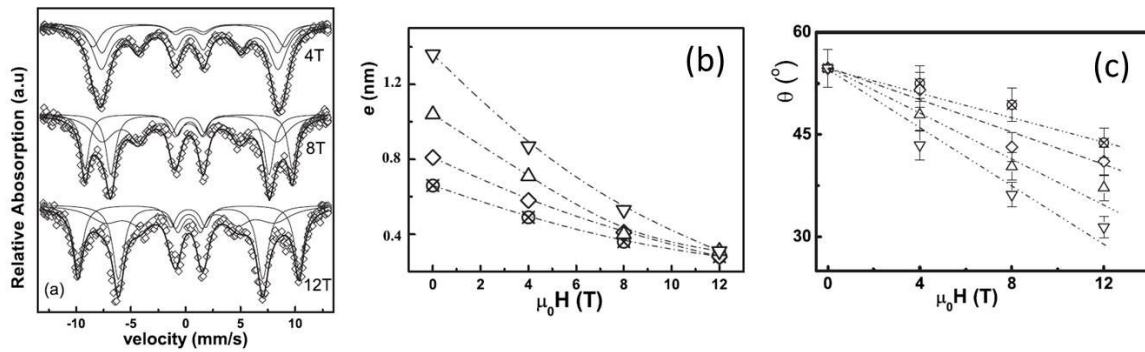 Relative Abosorption (a.u)
4T
8T
12T
(a)
-10 -5 0 5 10
velocity (mm/s)
(b)
e (nm)
1.2
0.8
0.4
0 2 4 6 8 10 12
μ₀H (T)
(c)
θ (°)
60
45
30
0 4 8 12
μ₀H (T)